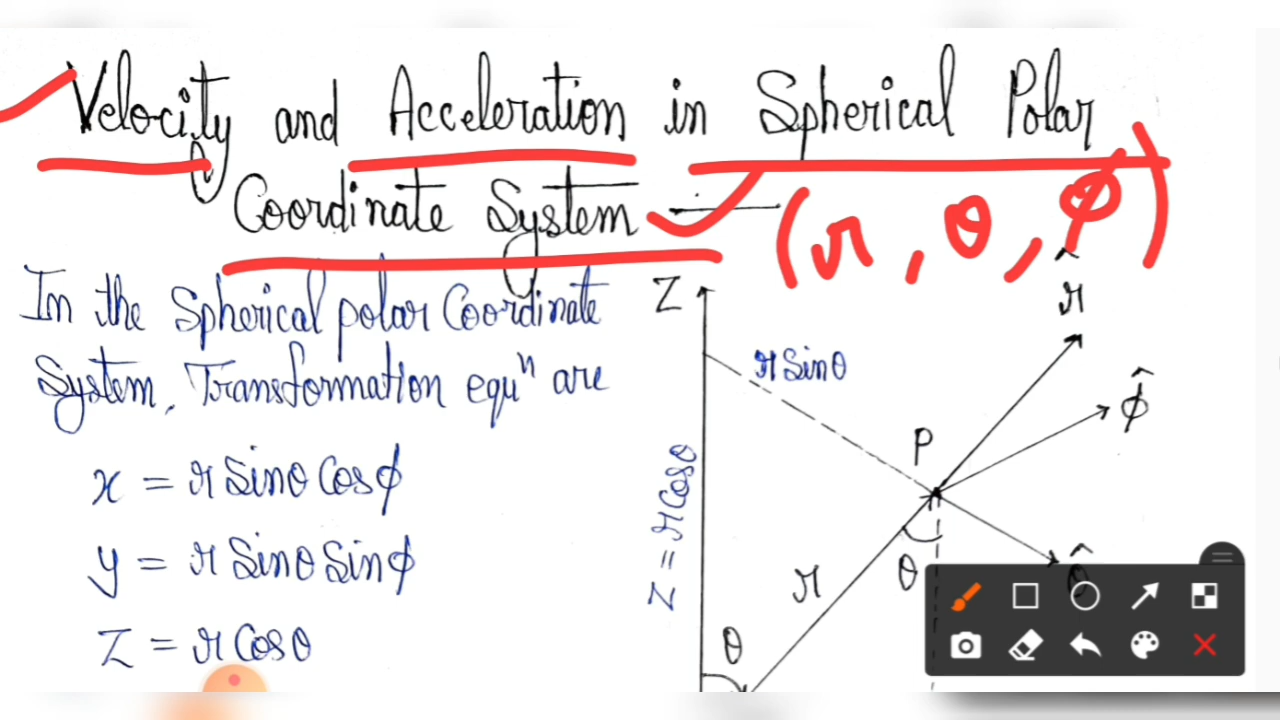 Velocity and Acceleration in Spherical Polar
Coordinate System —
(r, θ, ϕ)
In the Spherical polar Coordinate
System, Transformation equⁿ are
x = r Sinθ Cosϕ
y = r Sinθ Sinϕ
Z = r Cosθ
Z
r Sinθ
r̂
ϕ̂
P
Z = r Cosθ
θ
θ̂
r
θ